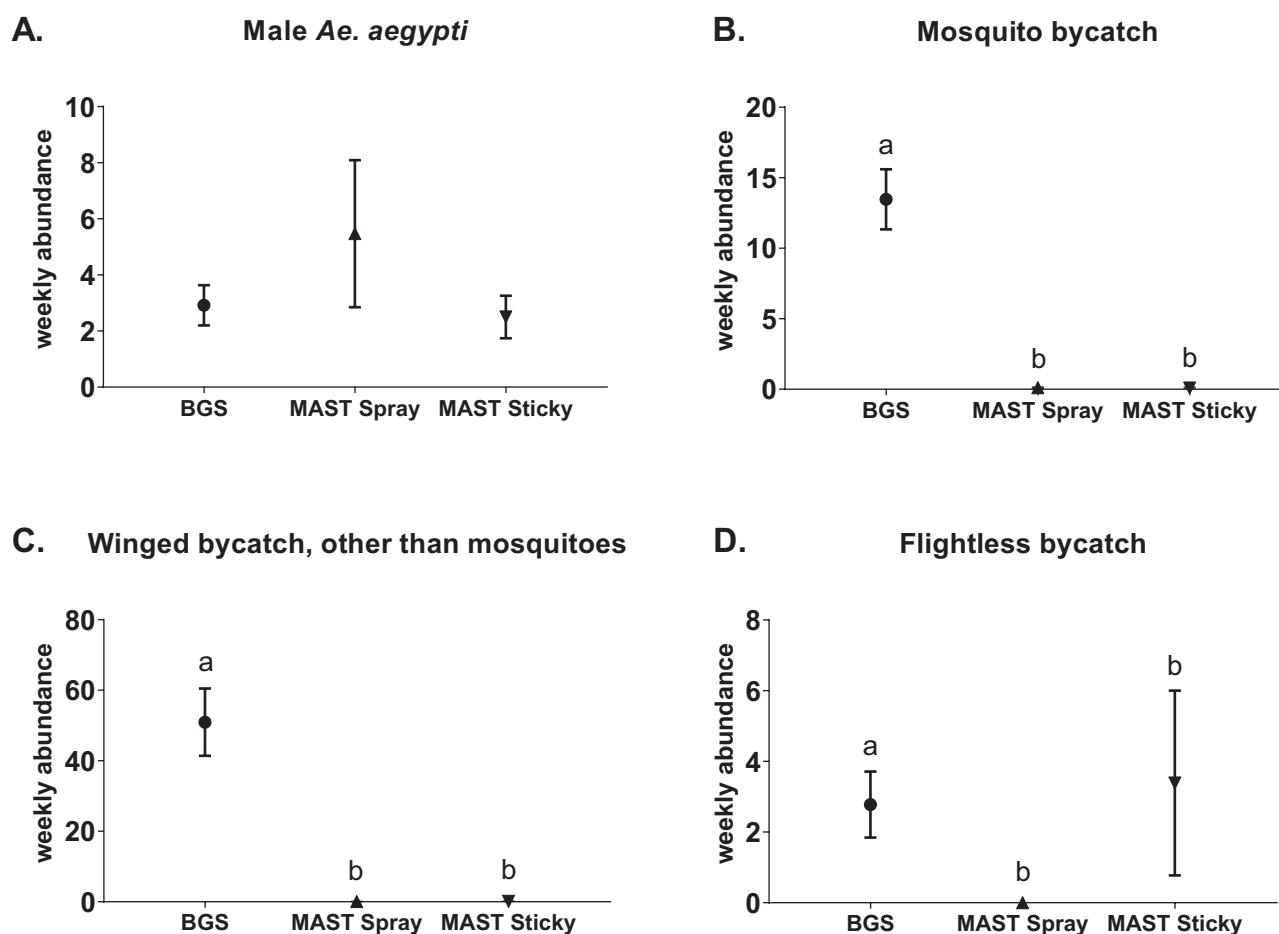 A.
Male Ae. aegypti
weekly abundance
10
8
6
4
2
0
BGS
MAST Spray
MAST Sticky
B.
Mosquito bycatch
weekly abundance
20
15
10
5
0
a
b
b
BGS
MAST Spray
MAST Sticky
C.
Winged bycatch, other than mosquitoes
weekly abundance
80
60
40
20
0
a
b
b
BGS
MAST Spray
MAST Sticky
D.
Flightless bycatch
weekly abundance
8
6
4
2
0
a
b
b
BGS
MAST Spray
MAST Sticky